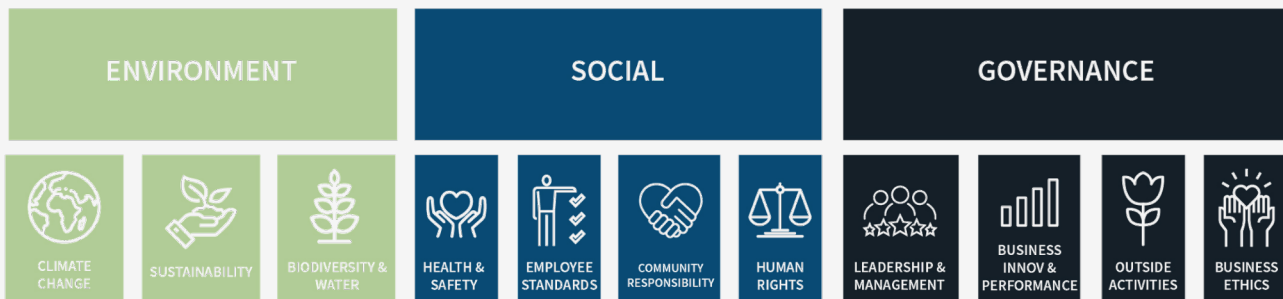 ENVIRONMENT
SOCIAL
GOVERNANCE
CLIMATE
CHANGE
SUSTAINABILITY
BIODIVERSITY &
WATER
HEALTH &
SAFETY
EMPLOYEE
STANDARDS
COMMUNITY
RESPONSIBILITY
HUMAN
RIGHTS
LEADERSHIP &
MANAGEMENT
BUSINESS
INNOV &
PERFORMANCE
OUTSIDE
ACTIVITIES
BUSINESS
ETHICS